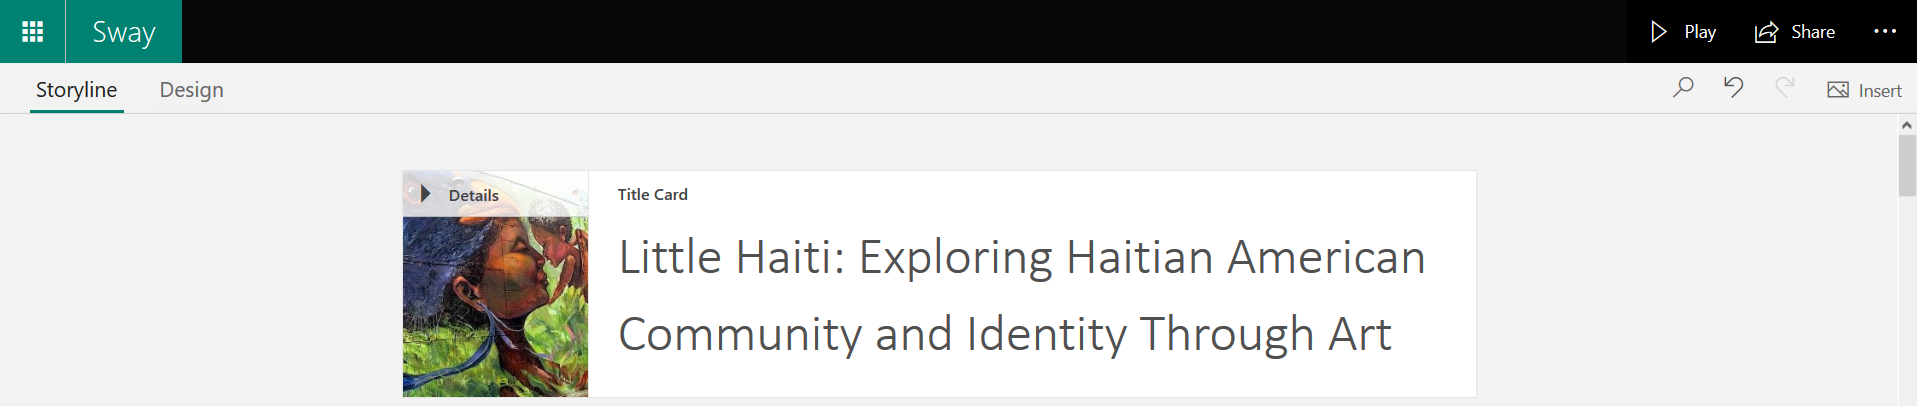 Sway
Play
Share
Storyline
Design
Insert
Details
Title Card
Little Haiti: Exploring Haitian American
Community and Identity Through Art